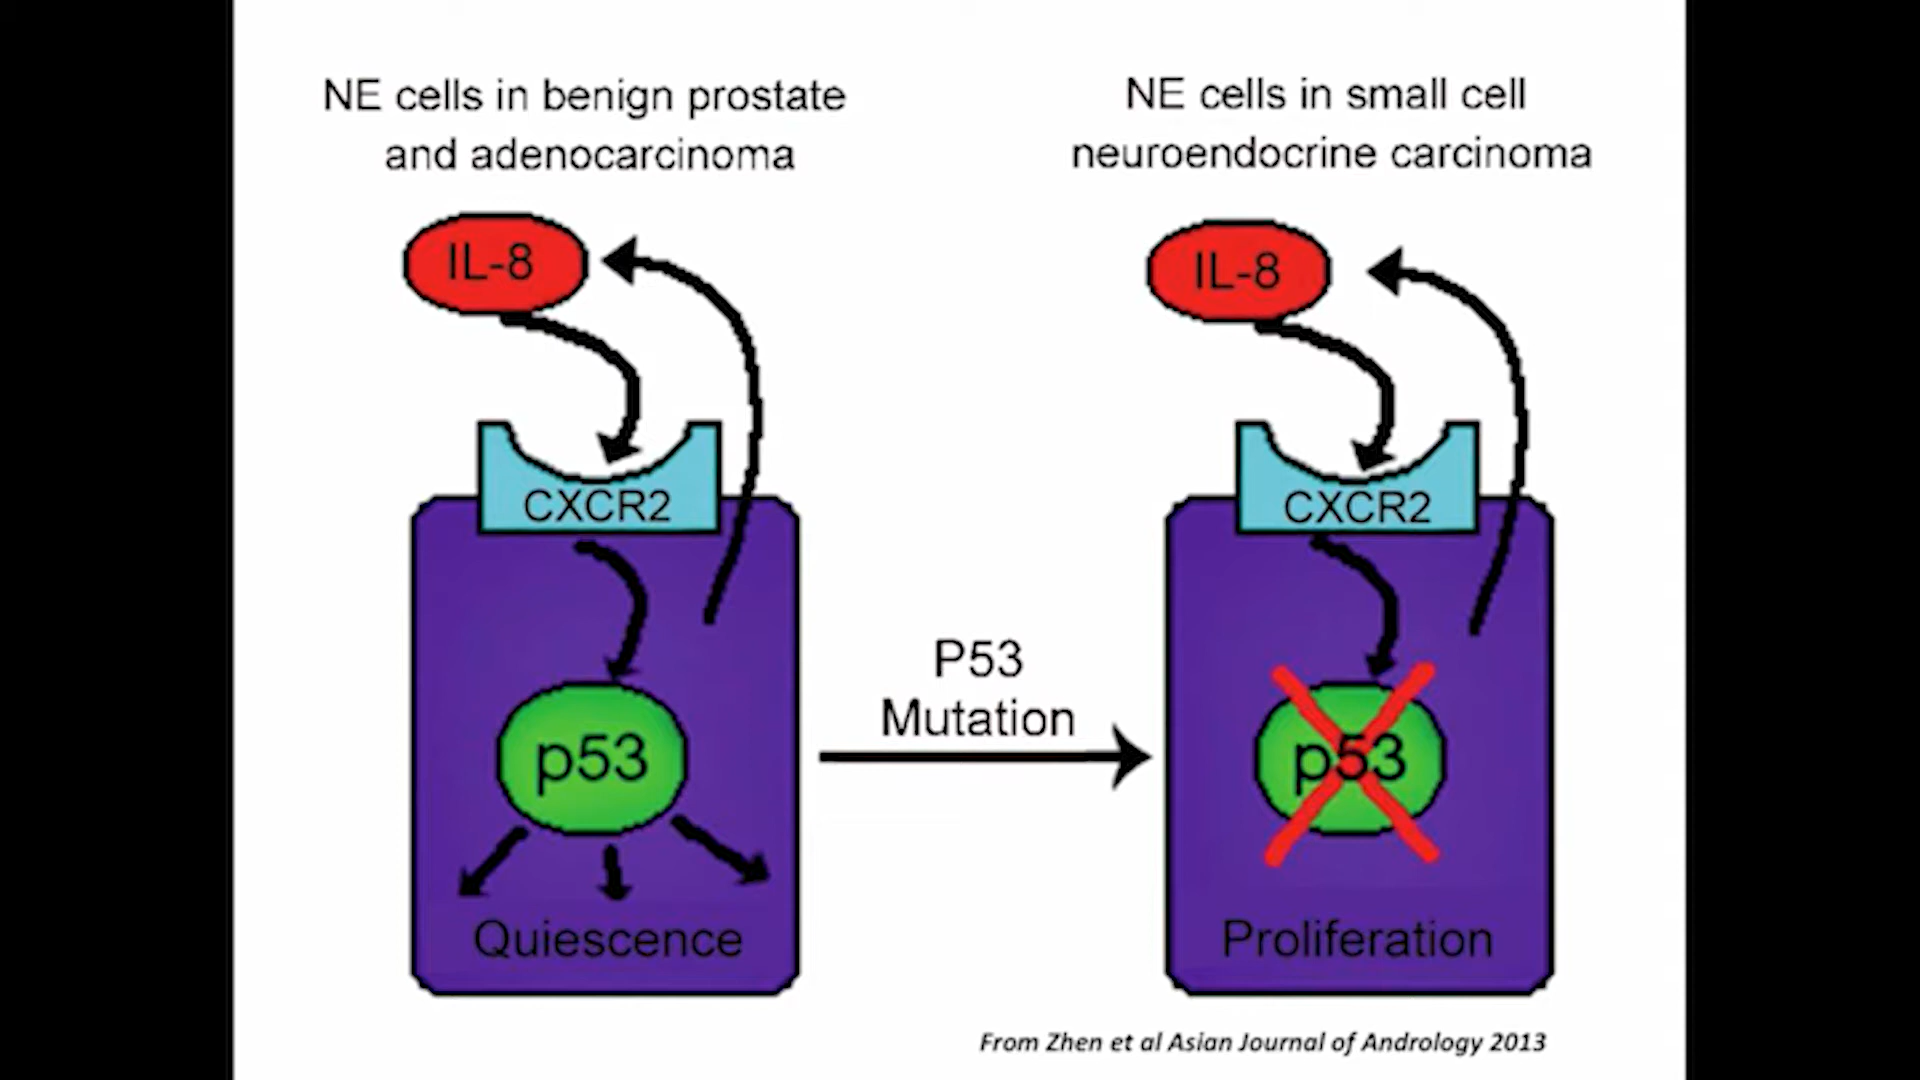 NE cells in benign prostate
and adenocarcinoma
IL-8
CXCR2
p53
Quiescence
P53
Mutation
NE cells in small cell
neuroendocrine carcinoma
IL-8
CXCR2
p53
Proliferation
From Zhen et al Asian Journal of Andrology 2013